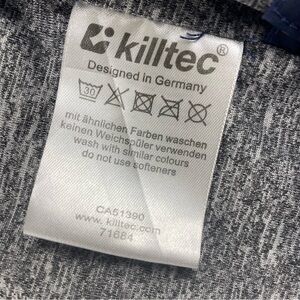 killtec®
Designed in Germany
30
mit ähnlichen Farben waschen
keinen Weichspüler verwenden
wash with similar colours
do not use softeners
CA51390
www.killtec.com
71684